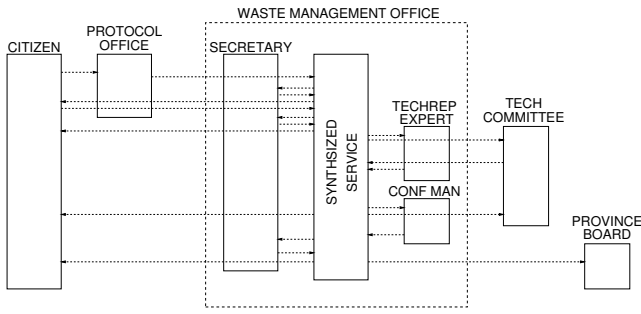 WASTE MANAGEMENT OFFICE
CITIZEN
PROTOCOL
OFFICE
SECRETARY
SYNTHSIZED
SERVICE
TECHREP
EXPERT
TECH
COMMITTEE
CONF MAN
PROVINCE
BOARD